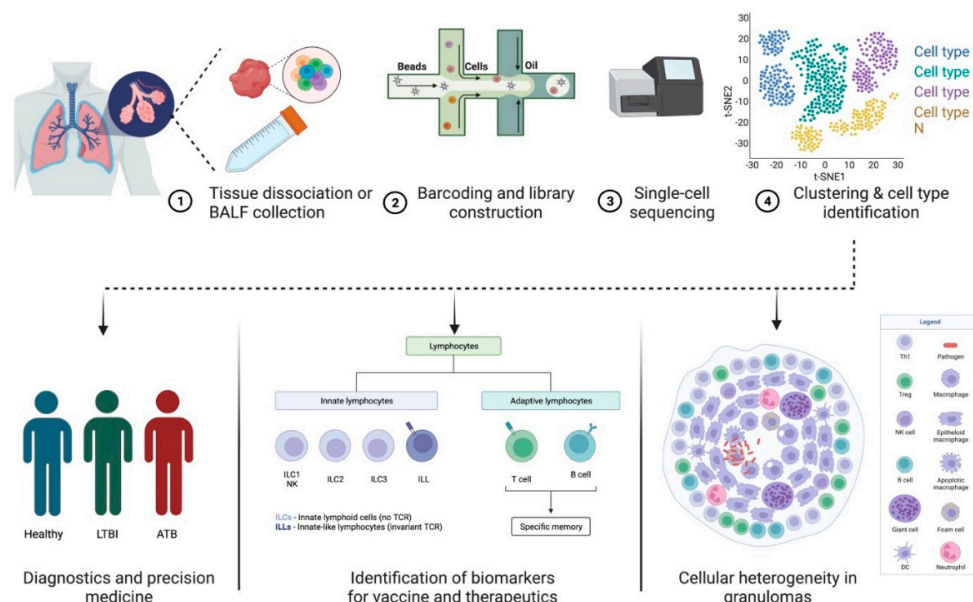 1
Tissue dissociation or
BALF collection
Beads
Cells
Oil
2
Barcoding and library
construction
3
Single-cell
sequencing
t-SNE2
30
20
10
0
-10
-20
-30
-30
-20
-10
0
10
20
30
t-SNE1
Cell type
Cell type
Cell type
Cell type
N
4
Clustering & cell type
identification
Healthy
LTBI
ATB
Diagnostics and precision
medicine
Lymphocytes
Innate lymphocytes
Adaptive lymphocytes
ILC1
NK
ILC2
ILC3
ILL
T cell
B cell
ILCs - Innate lymphoid cells (no TCR)
ILLs - Innate-like lymphocytes (invariant TCR)
Specific memory
Identification of biomarkers
for vaccine and therapeutics
Cellular heterogeneity in
granulomas
Legend
Th1
Pathogen
Treg
Macrophage
NK cell
Epitheloid
macrophage
B cell
Apoptotic
macrophage
Giant cell
Foam cell
DC
Neutrophil